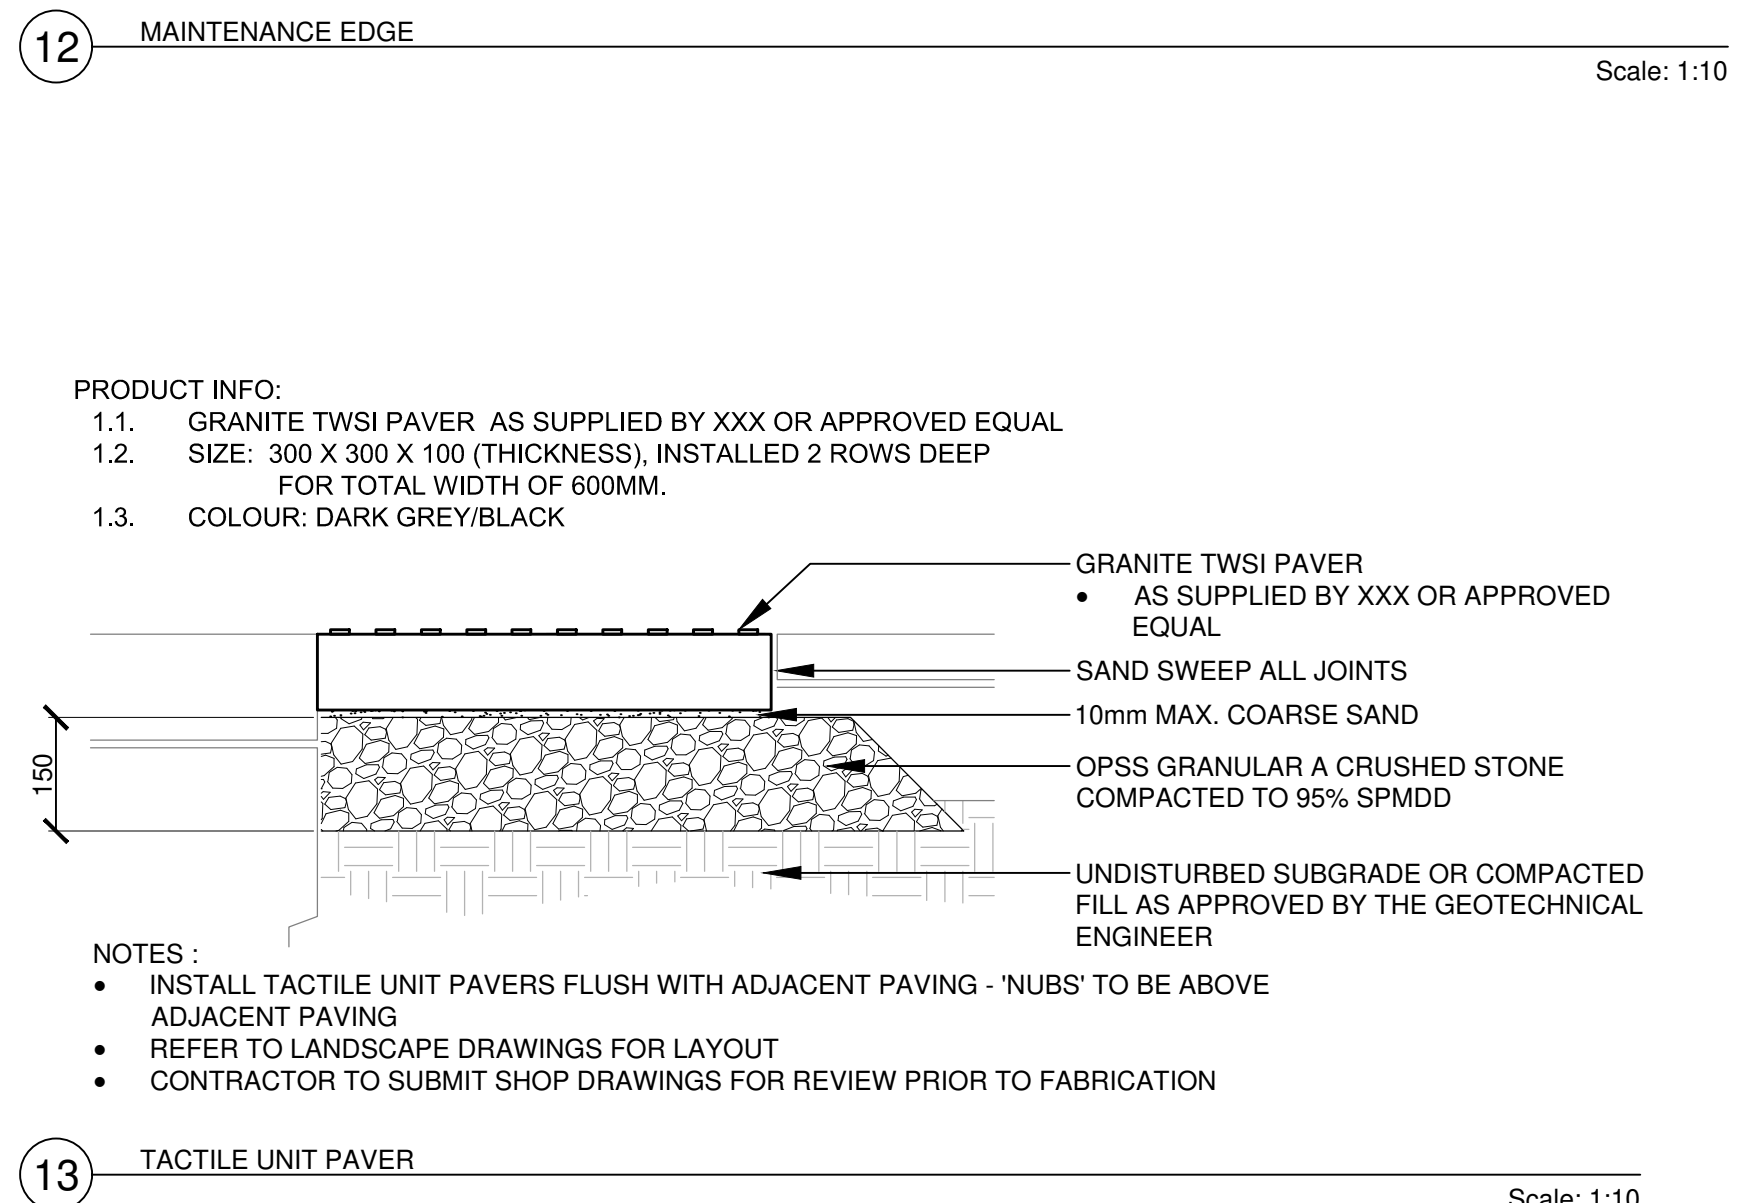 12
MAINTENANCE EDGE
Scale: 1:10
PRODUCT INFO:
1.1. GRANITE TWSI PAVER AS SUPPLIED BY XXX OR APPROVED EQUAL
1.2. SIZE: 300 X 300 X 100 (THICKNESS), INSTALLED 2 ROWS DEEP
FOR TOTAL WIDTH OF 600MM.
1.3. COLOUR: DARK GREY/BLACK
GRANITE TWSI PAVER
• AS SUPPLIED BY XXX OR APPROVED
EQUAL
SAND SWEEP ALL JOINTS
10mm MAX. COARSE SAND
150
OPSS GRANULAR A CRUSHED STONE
COMPACTED TO 95% SPMDD
UNDISTURBED SUBGRADE OR COMPACTED
FILL AS APPROVED BY THE GEOTECHNICAL
ENGINEER
NOTES :
• INSTALL TACTILE UNIT PAVERS FLUSH WITH ADJACENT PAVING - 'NUBS' TO BE ABOVE
ADJACENT PAVING
• REFER TO LANDSCAPE DRAWINGS FOR LAYOUT
• CONTRACTOR TO SUBMIT SHOP DRAWINGS FOR REVIEW PRIOR TO FABRICATION
13
TACTILE UNIT PAVER
Scale: 1:10